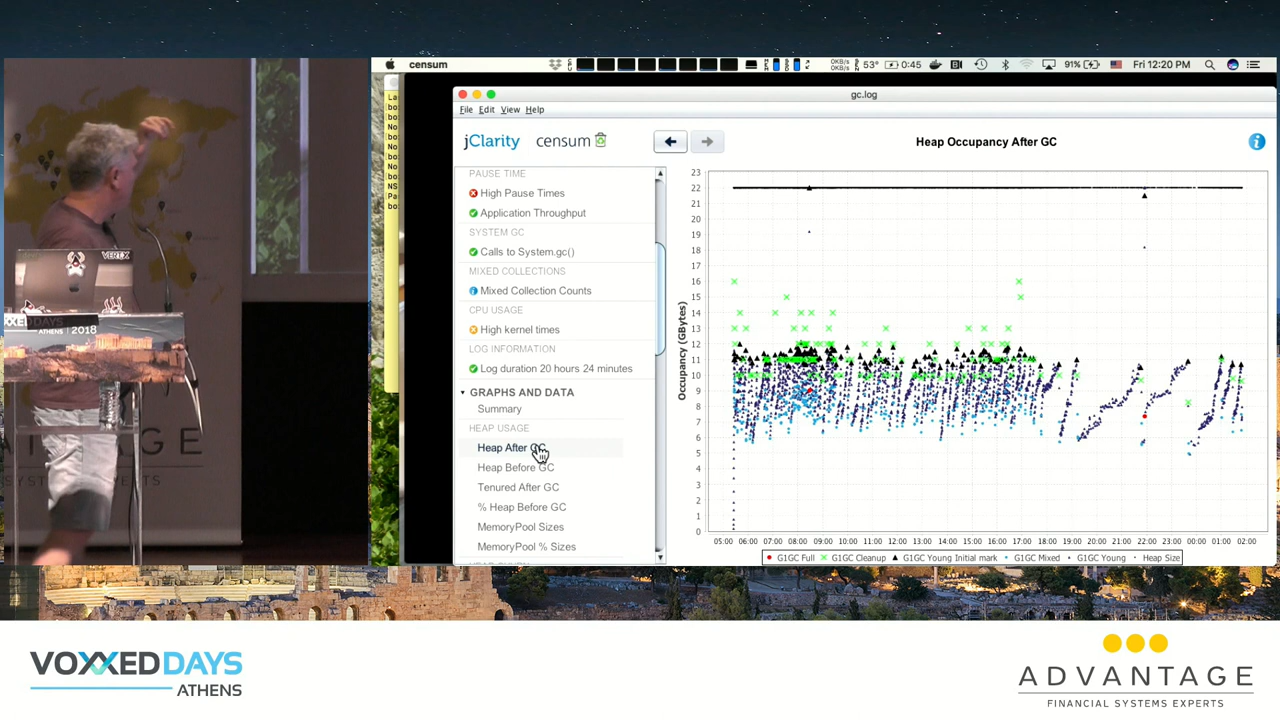 censum
0KB/s
0KB/s
53°
0:45
91%
Fri 12:20 PM
gc.log
File Edit View Help
jClarity censum
Heap Occupancy After GC
PAUSE TIME
High Pause Times
Application Throughput
SYSTEM GC
Calls to System.gc()
MIXED COLLECTIONS
Mixed Collection Counts
CPU USAGE
High kernel times
LOG INFORMATION
Log duration 20 hours 24 minutes
GRAPHS AND DATA
Summary
HEAP USAGE
Heap After GC
Heap Before GC
Tenured After GC
% Heap Before GC
MemoryPool Sizes
MemoryPool % Sizes
Occupancy (GBytes)
23
22
21
20
19
18
17
16
15
14
13
12
11
10
9
8
7
6
5
4
3
2
1
0
05:00 06:00 07:00 08:00 09:00 10:00 11:00 12:00 13:00 14:00 15:00 16:00 17:00 18:00 19:00 20:00 21:00 22:00 23:00 00:00 01:00 02:00
G1GC Full G1GC Cleanup G1GC Young Initial mark G1GC Mixed G1GC Young Heap Size
VERT.X
ATHENS | 2018
VOXXED DAYS
ATHENS
ADVANTAGE
FINANCIAL SYSTEMS EXPERTS